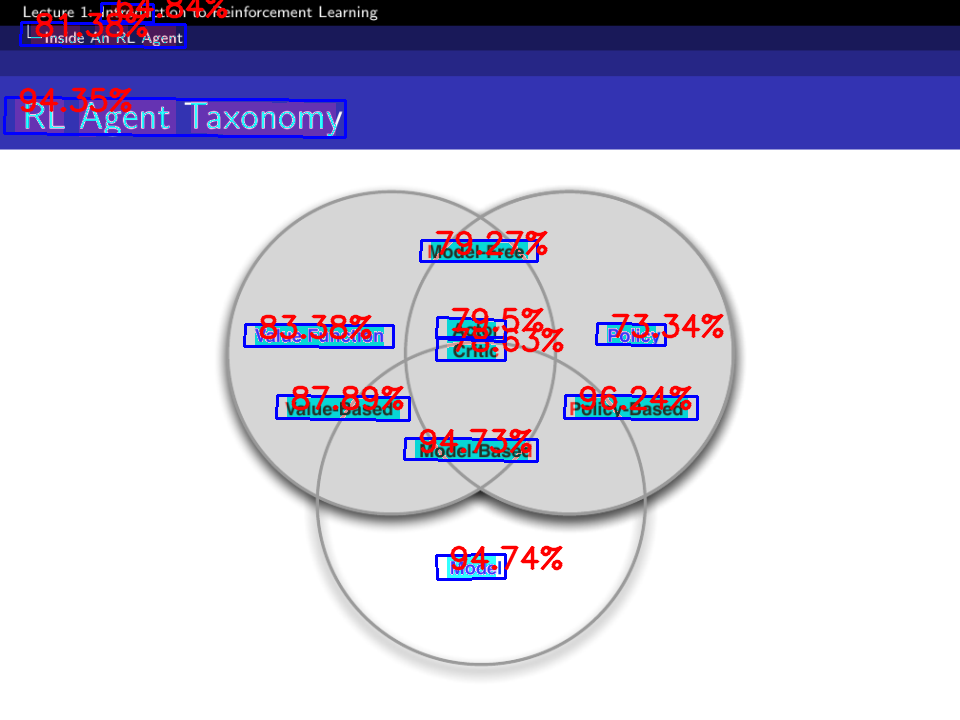 Lecture 1: Introduction to Reinforcement Learning
64.84%
81.38%
Inside An RL Agent
94.35%
RL Agent Taxonomy
79.27%
Model-Free
83.38%
Value Function
79.5%
Actor
73.34%
Policy
Critic
87.89%
Value-Based
96.24%
Policy-Based
94.73%
Model-Based
94.74%
Model